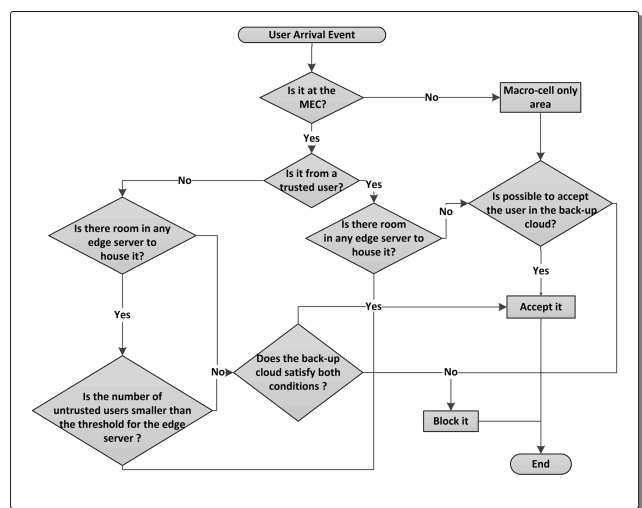 User Arrival Event
Is it at the
MEC?
No
Macro-cell only
area
Yes
Is it from a
trusted user?
No
Yes
Is possible to accept
the user in the back-up
cloud?
No
Is there room in any
edge server to
house it?
Is there room
in any edge server to
house it?
Yes
Yes
Yes
Accept it
Does the back-up
cloud satisfy both
conditions ?
No
No
Is the number of
untrusted users smaller than
the threshold for the edge
server ?
Block it
End